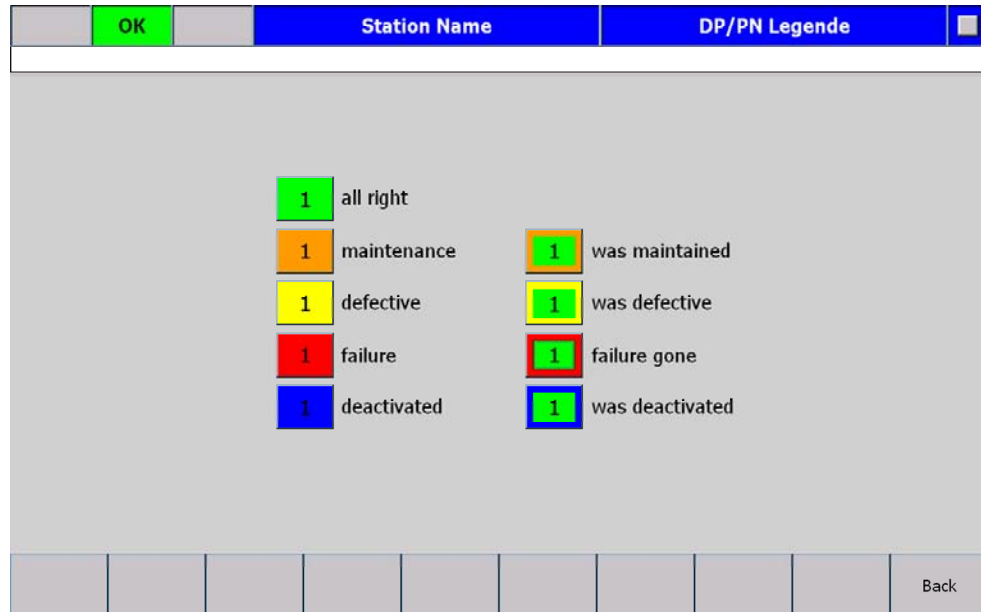 OK Station Name DP/PN Legende
1 all right
1 maintenance 1 was maintained
1 defective 1 was defective
1 failure 1 failure gone
1 deactivated 1 was deactivated
Back